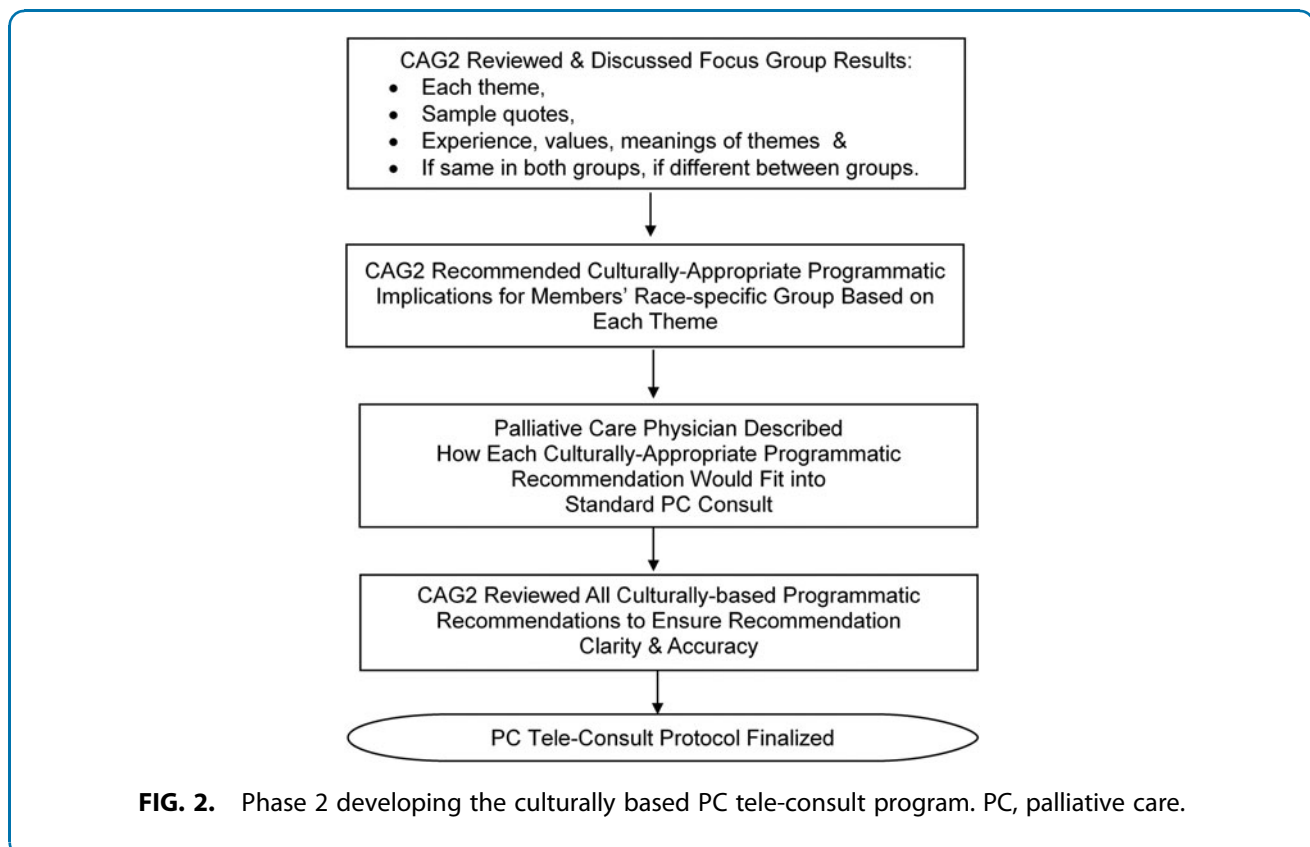 CAG2 Reviewed & Discussed Focus Group Results:
• Each theme,
• Sample quotes,
• Experience, values, meanings of themes &
• If same in both groups, if different between groups.
CAG2 Recommended Culturally-Appropriate Programmatic
Implications for Members' Race-specific Group Based on
Each Theme
Palliative Care Physician Described
How Each Culturally-Appropriate Programmatic
Recommendation Would Fit into
Standard PC Consult
CAG2 Reviewed All Culturally-based Programmatic
Recommendations to Ensure Recommendation
Clarity & Accuracy
PC Tele-Consult Protocol Finalized
FIG. 2. Phase 2 developing the culturally based PC tele-consult program. PC, palliative care.